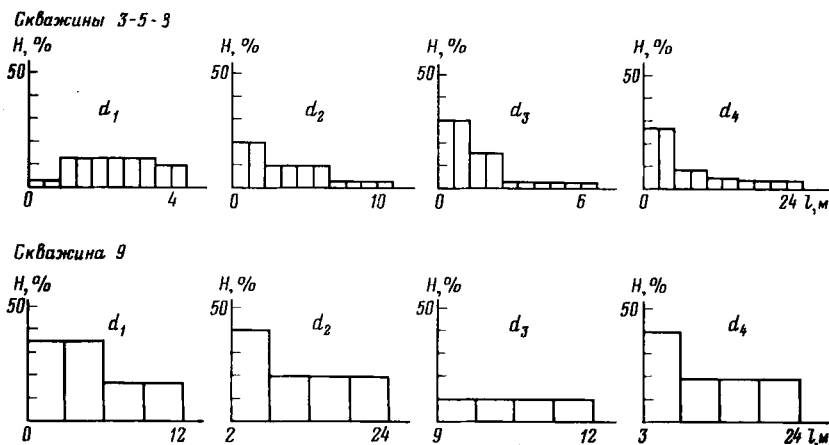 Скважины 3-5-8
H, % H, % H, % H, %
50 50 50 50
d₁ d₂ d₃ d₄
0 4 0 10 0 6 0 24 l, м
Скважина 9
H, % H, % H, % H, %
50 50 50 50
d₁ d₂ d₃ d₄
0 12 2 24 9 12 3 24 l, м